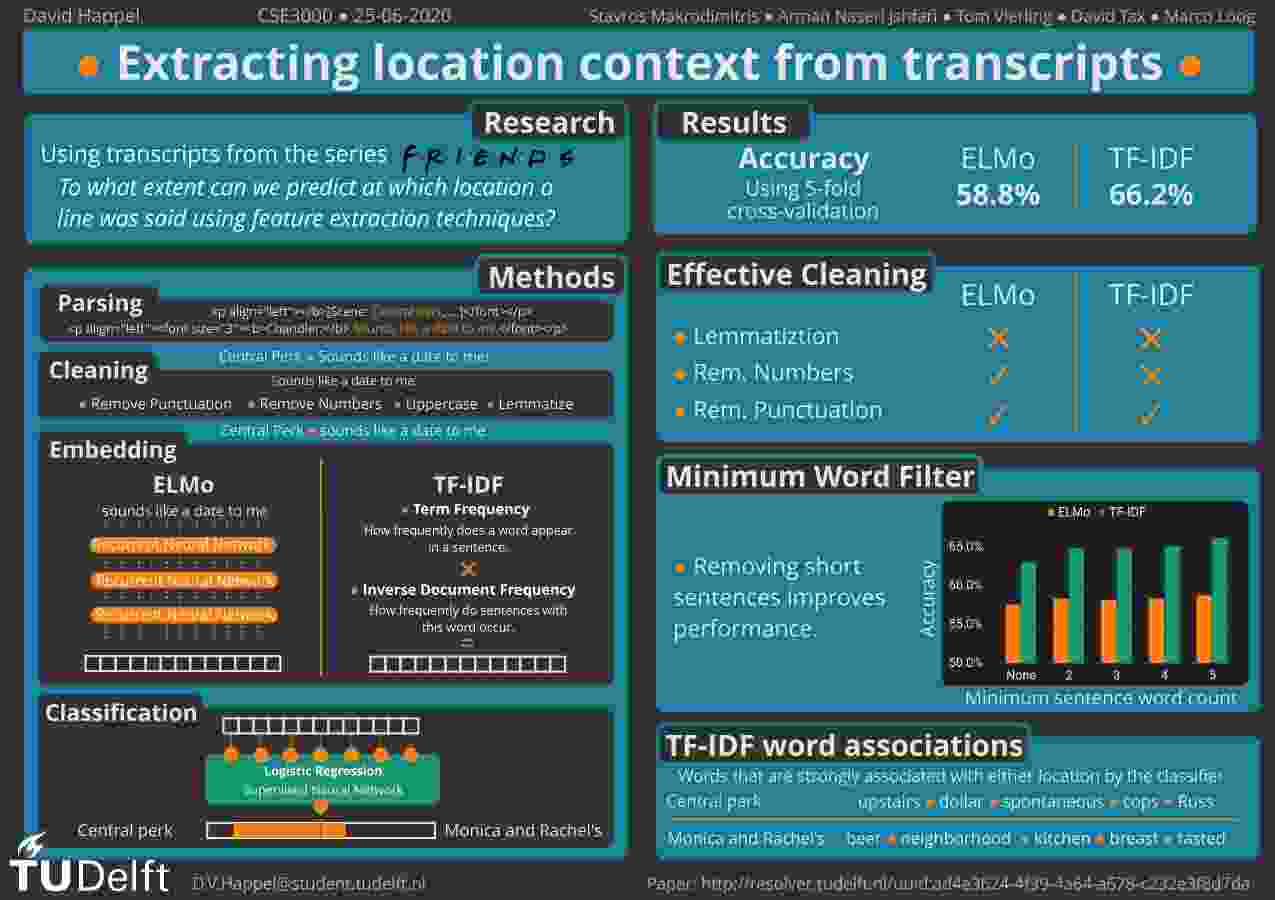 David Happel
CSE3000 • 25-06-2020
Stavros Makrodimitris • Arman Naseri Jahfari • Tom Vierling • David Tax • Marco Loog
• Extracting location context from transcripts •
Research
Using transcripts from the series F·R·I·E·N·D·S
To what extent can we predict at which location a
line was said using feature extraction techniques?
Methods
Parsing
<p align="left"></b>[Scene:
<p align="left"><font size="3"><b>Chandler:</b> Sounds like a date to me.</font></p>
Central Perk • Sounds like a date to me.
Cleaning
Sounds like a date to me.
• Remove Punctuation • Remove Numbers • Uppercase • Lemmatize
Central Perk • sounds like a date to me
Embedding
ELMo
sounds like a date to me
Recurrent Neural Network
Recurrent Neural Network
Recurrent Neural Network
TF-IDF
• Term Frequency
How frequently does a word appear
in a sentence.
×
• Inverse Document Frequency
How frequently do sentences with
this word occur.
=
Classification
Logistic Regression
Supervised Neural Network
Central perk
Monica and Rachel's
Results
Accuracy
Using 5-fold
cross-validation
ELMo
58.8%
TF-IDF
66.2%
Effective Cleaning
ELMo TF-IDF
• Lemmatiztion ✕ ✕
• Rem. Numbers ✓ ✕
• Rem. Punctuation ✓ ✓
Minimum Word Filter
• Removing short
sentences improves
performance.
ELMo TF-IDF
Accuracy
65.0%
60.0%
55.0%
50.0%
None 2 3 4 5
Minimum sentence word count
TF-IDF word associations
Words that are strongly associated with either location by the classifier
Central perk upstairs • dollar • spontaneous • cops • Russ
Monica and Rachel's beer • neighborhood • kitchen • breast • tasted
TUDelft
D.V.Happel@student.tudelft.nl
Paper: http://resolver.tudelft.nl/uuid:ad4e3624-4f39-4a64-a678-c232e3f8d7da